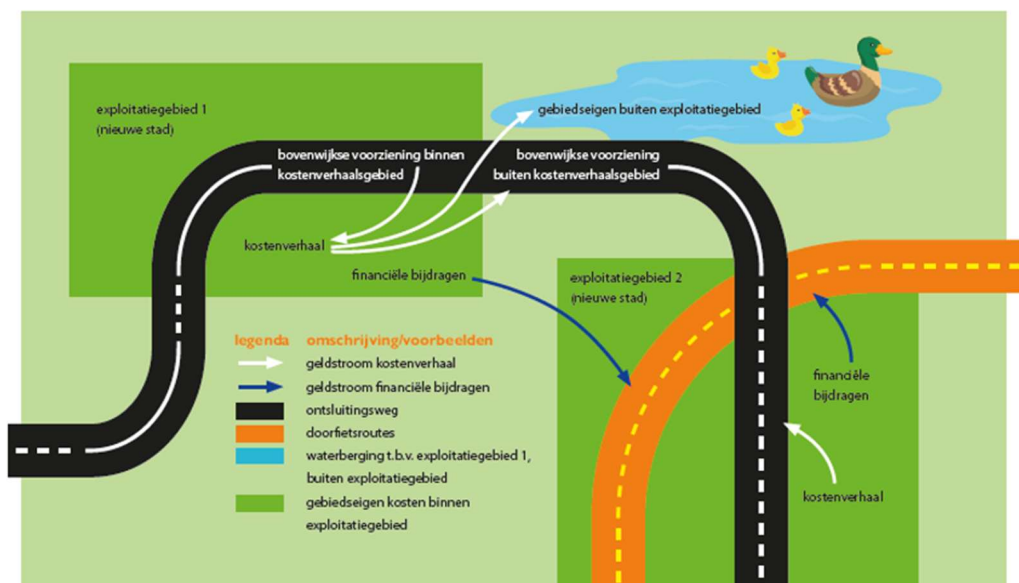 exploitatiegebied 1
(nieuwe stad)
gebiedseigen buiten exploitatiegebied
bovenwijkse voorziening binnen
kostenverhaalsgebied
bovenwijkse voorziening
buiten kostenverhaalsgebied
kostenverhaal
financiële bijdragen
exploitatiegebied 2
(nieuwe stad)
legenda omschrijving/voorbeelden
geldstroom kostenverhaal
geldstroom financiële bijdragen
ontsluitingsweg
doorfietsroutes
waterberging t.b.v. exploitatiegebied 1,
buiten exploitatiegebied
gebiedseigen kosten binnen
exploitatiegebied
financiële
bijdragen
kostenverhaal